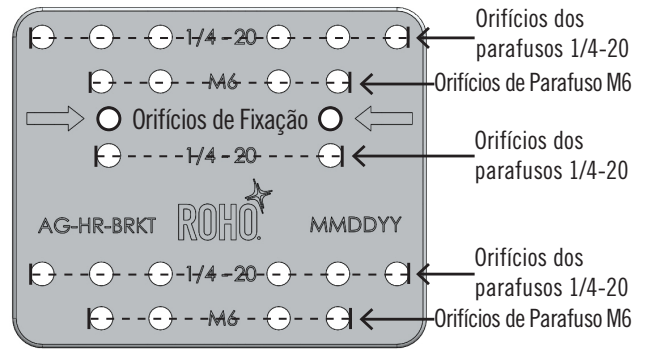 1/4 - 20
Orifícios dos
parafusos 1/4-20
M6
Orifícios de Parafuso M6
Orifícios de Fixação
1/4 - 20
Orifícios dos
parafusos 1/4-20
AG-HR-BRKT ROHO. MMDDYY
1/4 - 20
Orifícios dos
parafusos 1/4-20
M6
Orifícios de Parafuso M6